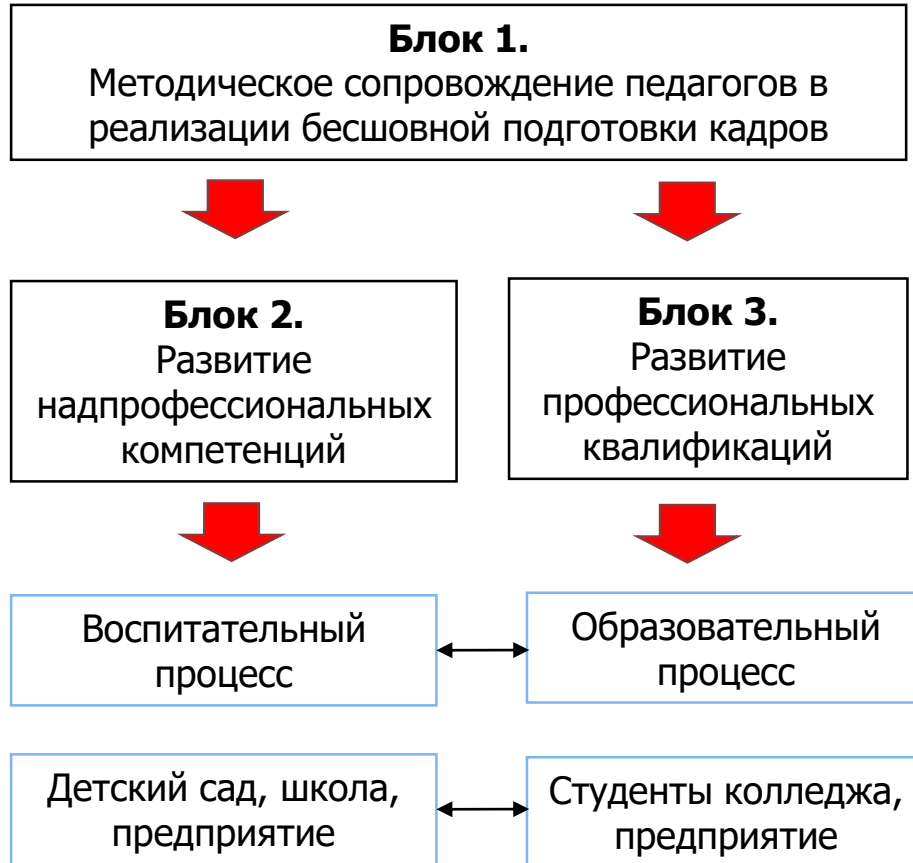 Блок 1.
Методическое сопровождение педагогов в
реализации бесшовной подготовки кадров
Блок 2.
Развитие
надпрофессиональных
компетенций
Блок 3.
Развитие
профессиональных
квалификаций
Воспитательный
процесс
Образовательный
процесс
Детский сад, школа,
предприятие
Студенты колледжа,
предприятие